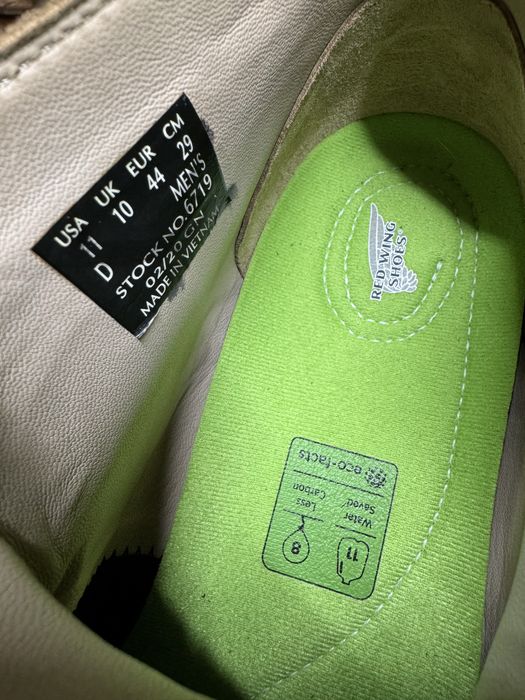 USA UK EUR CM
11 10 44 29
D MEN'S
STOCK NO.6719
02/20 GN.
MADE IN VIETNAM
RED WING
SHOES
eco-facts
Water
Saved
Less
Carbon
11
8